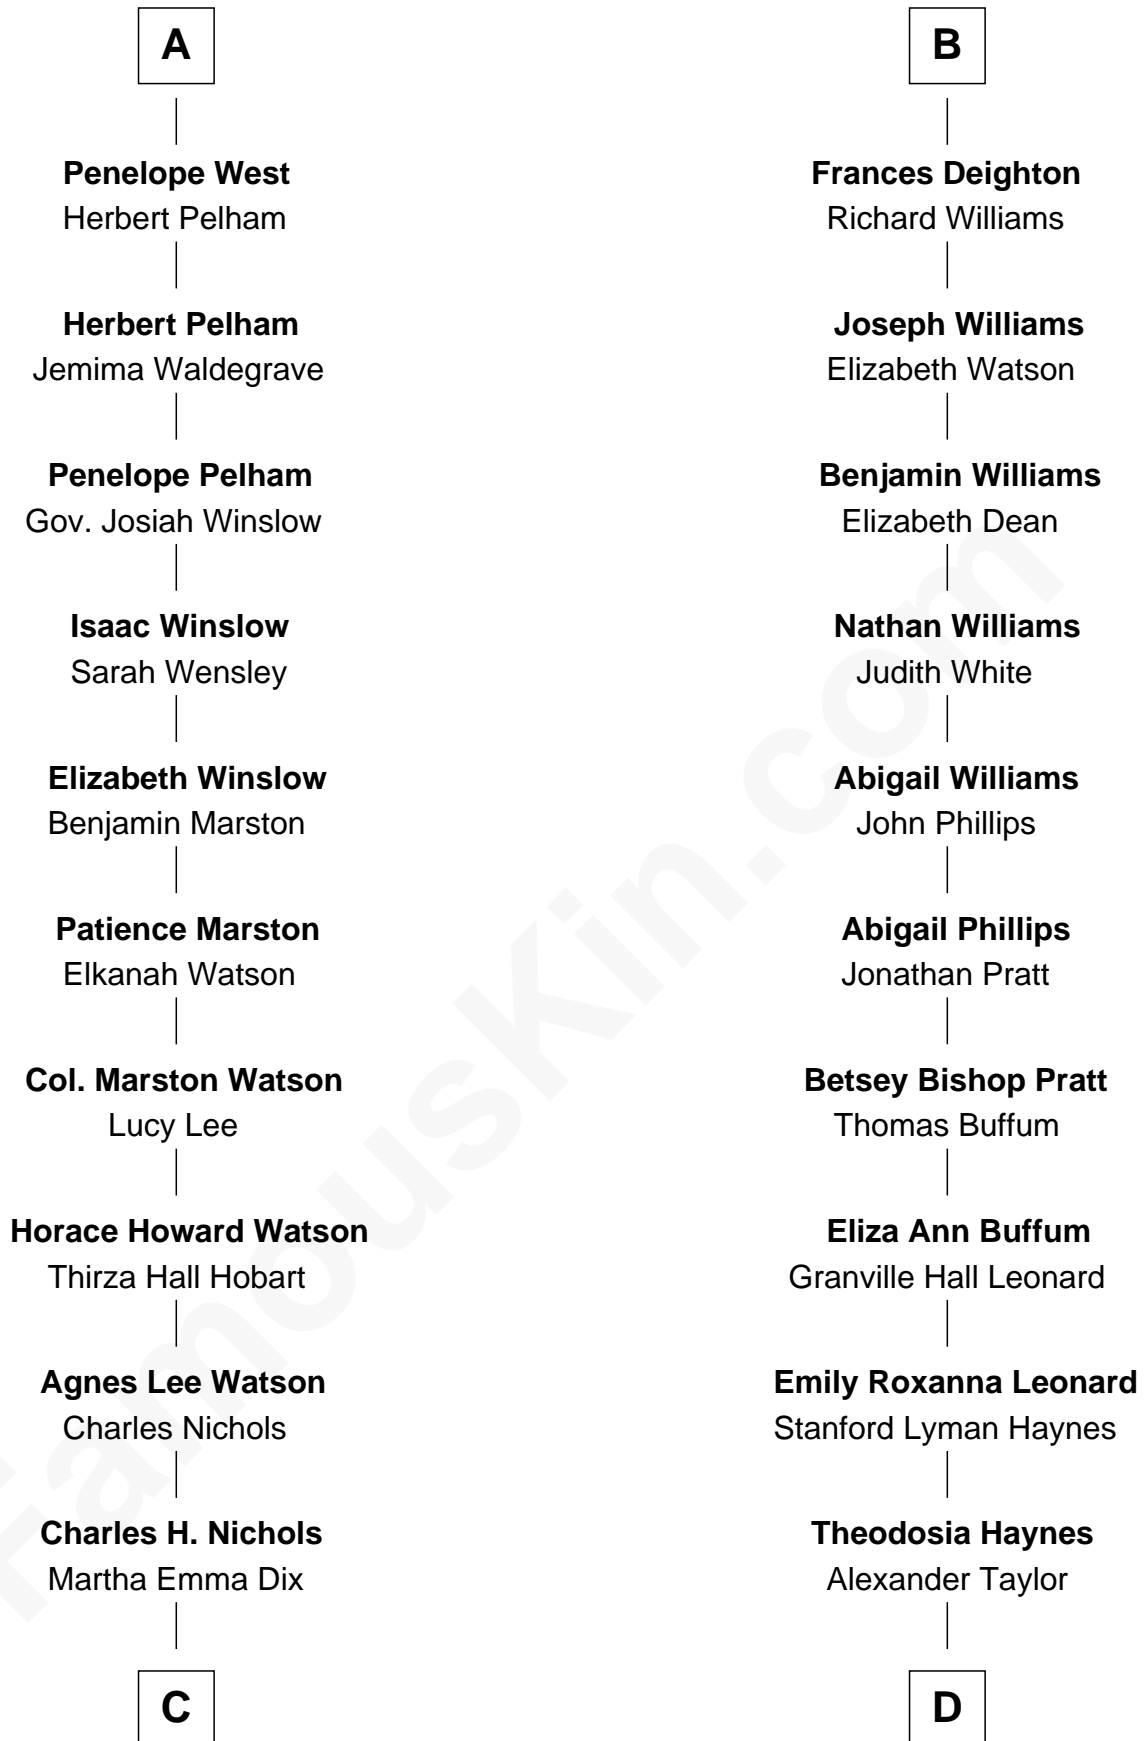 A
Penelope West
Herbert Pelham
Herbert Pelham
Jemima Waldegrave
Penelope Pelham
Gov. Josiah Winslow
Isaac Winslow
Sarah Wensley
Elizabeth Winslow
Benjamin Marston
Patience Marston
Elkanah Watson
Col. Marston Watson
Lucy Lee
Horace Howard Watson
Thirza Hall Hobart
Agnes Lee Watson
Charles Nichols
Charles H. Nichols
Martha Emma Dix
C
B
Frances Deighton
Richard Williams
Joseph Williams
Elizabeth Watson
Benjamin Williams
Elizabeth Dean
Nathan Williams
Judith White
Abigail Williams
John Phillips
Abigail Phillips
Jonathan Pratt
Betsey Bishop Pratt
Thomas Buffum
Eliza Ann Buffum
Granville Hall Leonard
Emily Roxanna Leonard
Stanford Lyman Haynes
Theodosia Haynes
Alexander Taylor
D
FamousKin.com